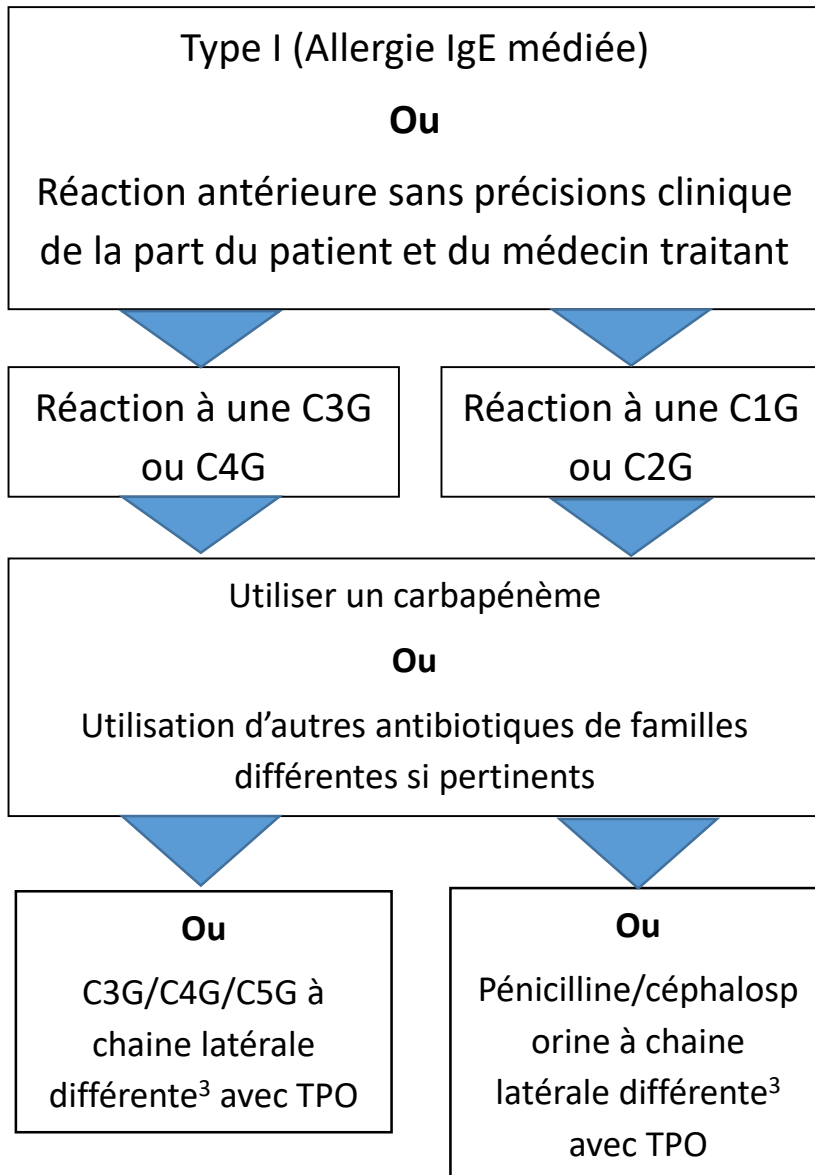 Type I (Allergie IgE médiée)
Ou
Réaction antérieure sans précisions clinique
de la part du patient et du médecin traitant
Réaction à une C3G
ou C4G
Réaction à une C1G
ou C2G
Utiliser un carbapénème
Ou
Utilisation d’autres antibiotiques de familles
différentes si pertinents
Ou
C3G/C4G/C5G à
chaine latérale
différente³ avec TPO
Ou
Pénicilline/céphalosp
orine à chaine
latérale différente³
avec TPO